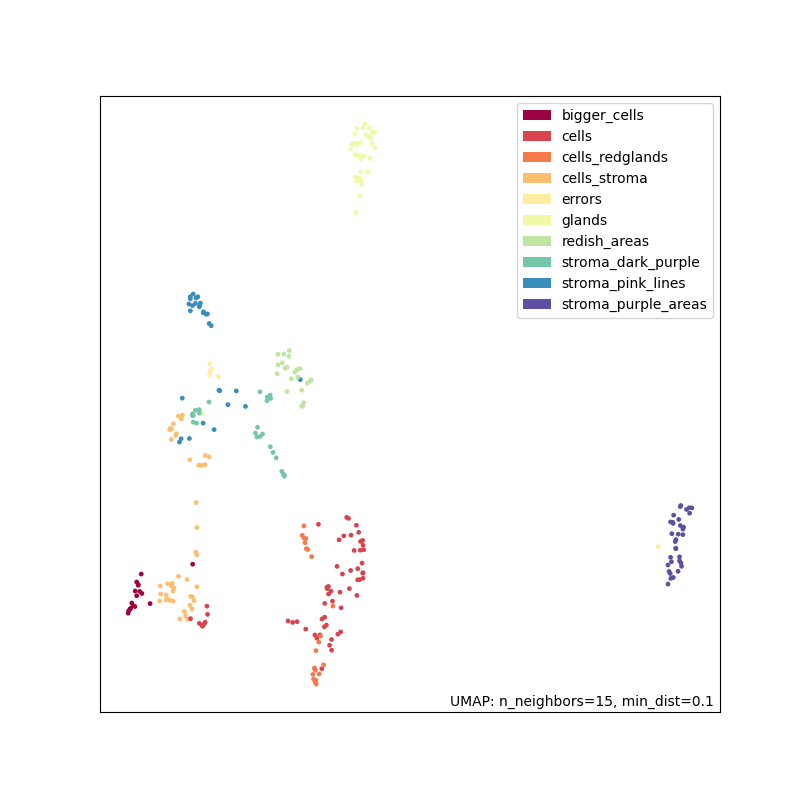 bigger_cells
cells
cells_redglands
cells_stroma
errors
glands
redish_areas
stroma_dark_purple
stroma_pink_lines
stroma_purple_areas
UMAP: n_neighbors=15, min_dist=0.1